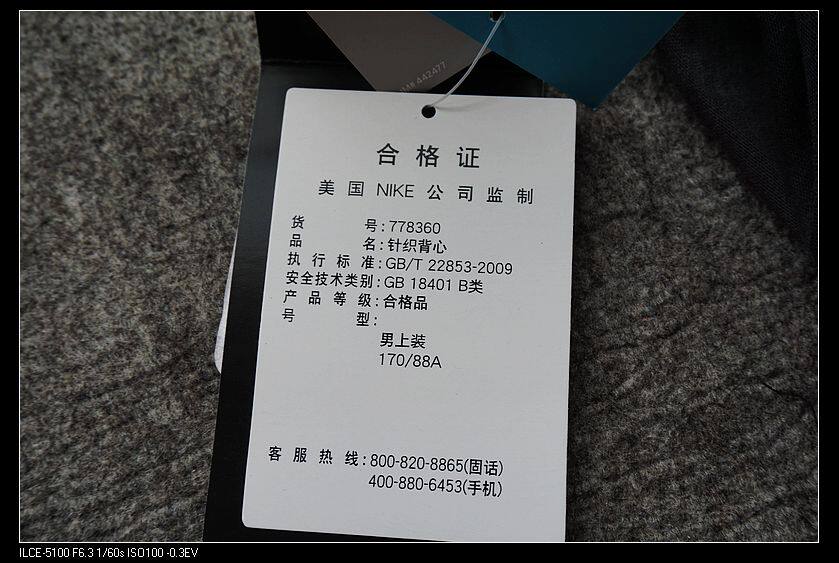 442477
合格证
美国 NIKE 公司监制
货号:778360
品名:针织背心
执行标准:GB/T 22853-2009
安全技术类别:GB 18401 B类
产品等级:合格品
号型:
男上装
170/88A
客服热线:800-820-8865(固话)
400-880-6453(手机)
ILCE-5100 F6.3 1/60s ISO100 -0.3EV